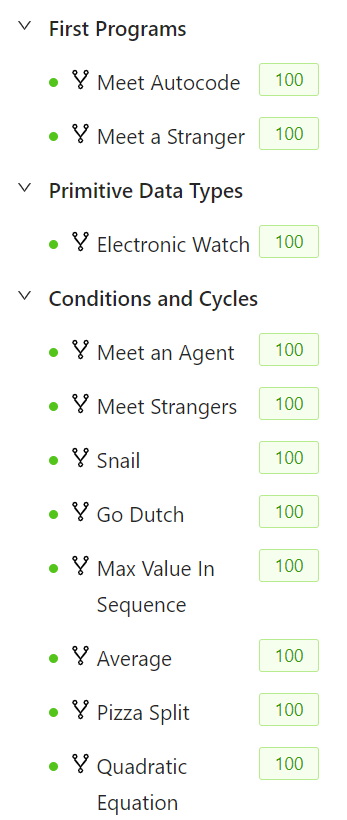 First Programs
Meet Autocode 100
Meet a Stranger 100
Primitive Data Types
Electronic Watch 100
Conditions and Cycles
Meet an Agent 100
Meet Strangers 100
Snail 100
Go Dutch 100
Max Value In 100
Sequence
Average 100
Pizza Split 100
Quadratic 100
Equation